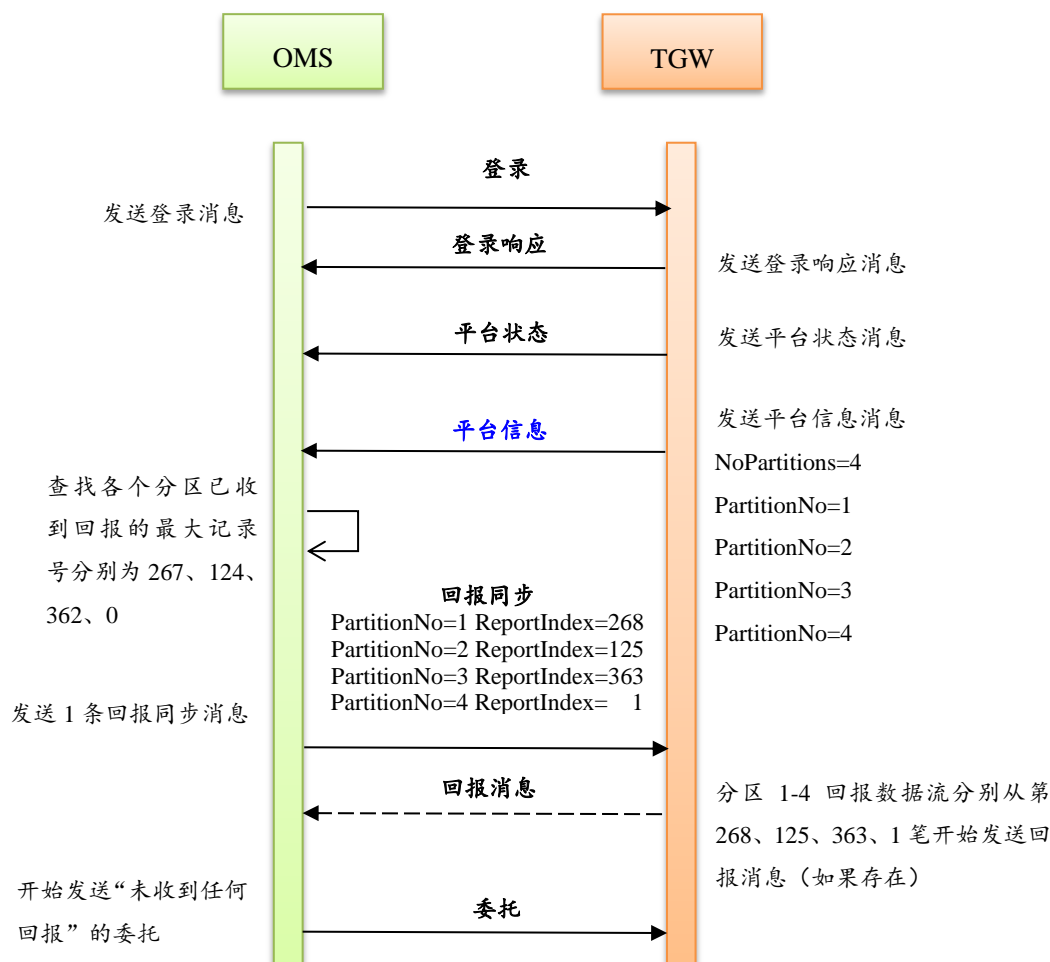 OMS
TGW
登录
发送登录消息
登录响应
发送登录响应消息
平台状态
发送平台状态消息
平台信息
发送平台信息消息
NoPartitions=4
PartitionNo=1
PartitionNo=2
PartitionNo=3
PartitionNo=4
查找各个分区已收
到回报的最大记录
号分别为 267、124、
362、0
回报同步
PartitionNo=1 ReportIndex=268
PartitionNo=2 ReportIndex=125
PartitionNo=3 ReportIndex=363
PartitionNo=4 ReportIndex= 1
发送 1 条回报同步消息
回报消息
分区 1-4 回报数据流分别从第
268、125、363、1 笔开始发送回
报消息（如果存在）
开始发送“未收到任何
回报”的委托
委托